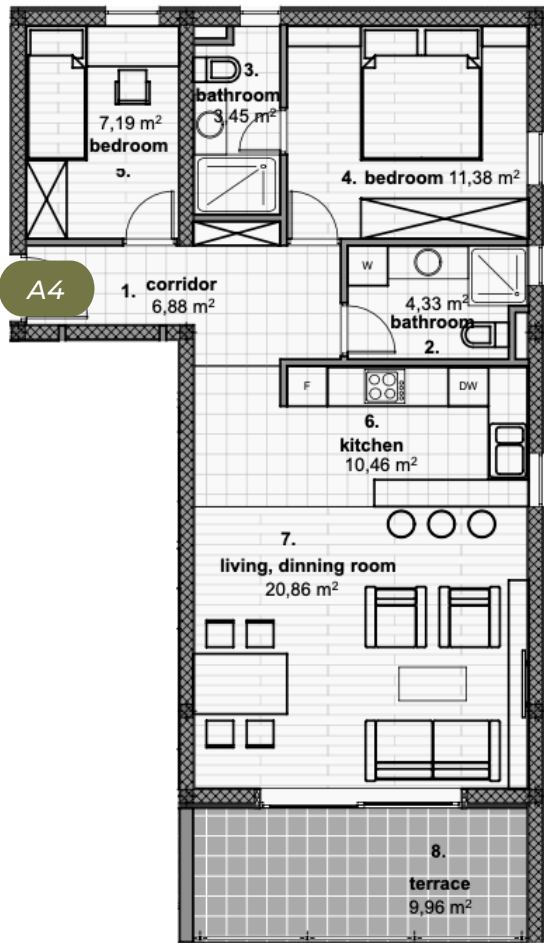 3.
bathroom
3,45 m²
7,19 m²
bedroom
5.
4. bedroom 11,38 m²
A4
1. corridor
6,88 m²
W
4,33 m²
bathroom
2.
F
DW
6.
kitchen
10,46 m²
7.
living, dinning room
20,86 m²
8.
terrace
9,96 m²